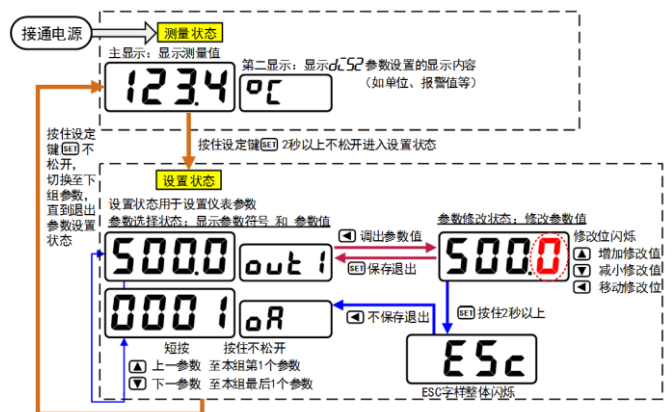 接通电源
测量状态
主显示：显示测量值
123.4
第二显示：显示dcS2参数设置的显示内容
（如单位、报警值等）
°C
按住设定键SET 2秒以上不松开进入设置状态
按住设定
键SET不
松开，
切换至下
组参数，
直到退出
参数设置
状态
设置状态
设置状态用于设置仪表参数
参数选择状态：显示参数符号 和 参数值
500.0
out1
0001
oA
短按 按住不松开
▲ 上一参数 至本组第1个参数
▼ 下一参数 至本组最后1个参数
◀ 调出参数值
SET 保存退出
◀ 不保存退出
参数修改状态：修改参数值
500.0
修改位闪烁
▲ 增加修改值
▼ 减小修改值
◀ 移动修改位
SET 按住2秒以上
ESc
ESC字样整体闪烁